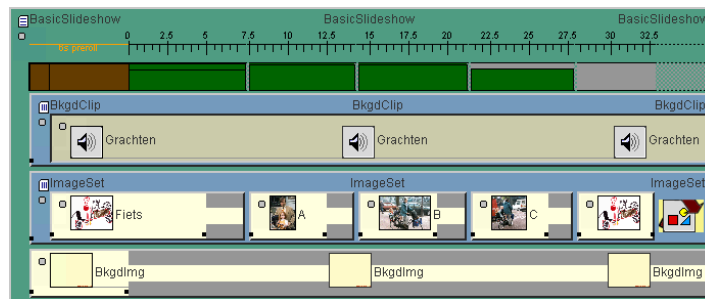 BasicSlideshow BasicSlideshow BasicSlideshow
0 2.5 5 7.5 10 12.5 15 17.5 20 22.5 25 27.5 30 32.5
tis preroll
BkgdClip BkgdClip BkgdClip
Grachten Grachten Grachten
ImageSet ImageSet ImageSet
Fiets A B C
BkgdImg BkgdImg BkgdImg